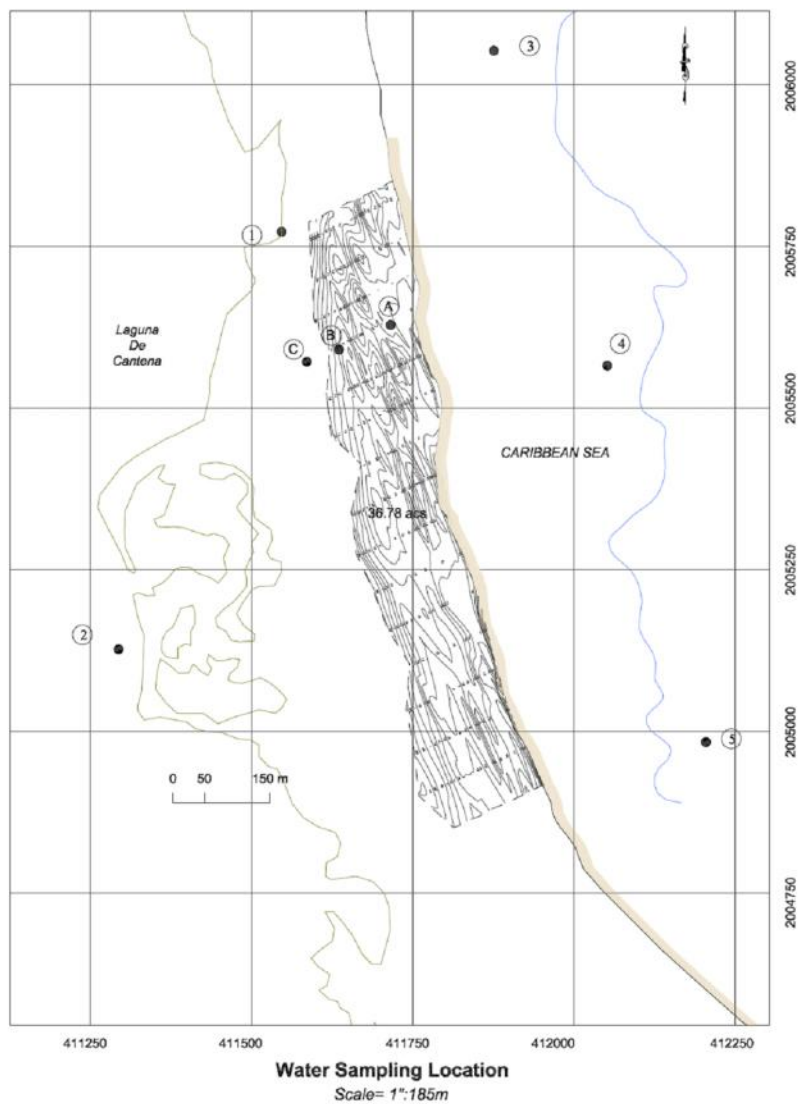 3
2006000
1
2005750
A
Laguna
De
Cantena
B
C
4
2005500
CARIBBEAN SEA
36.78 acs
2005250
2
5
2005000
0 50 150 m
2004750
411250 411500 411750 412000 412250
Water Sampling Location
Scale= 1":185m